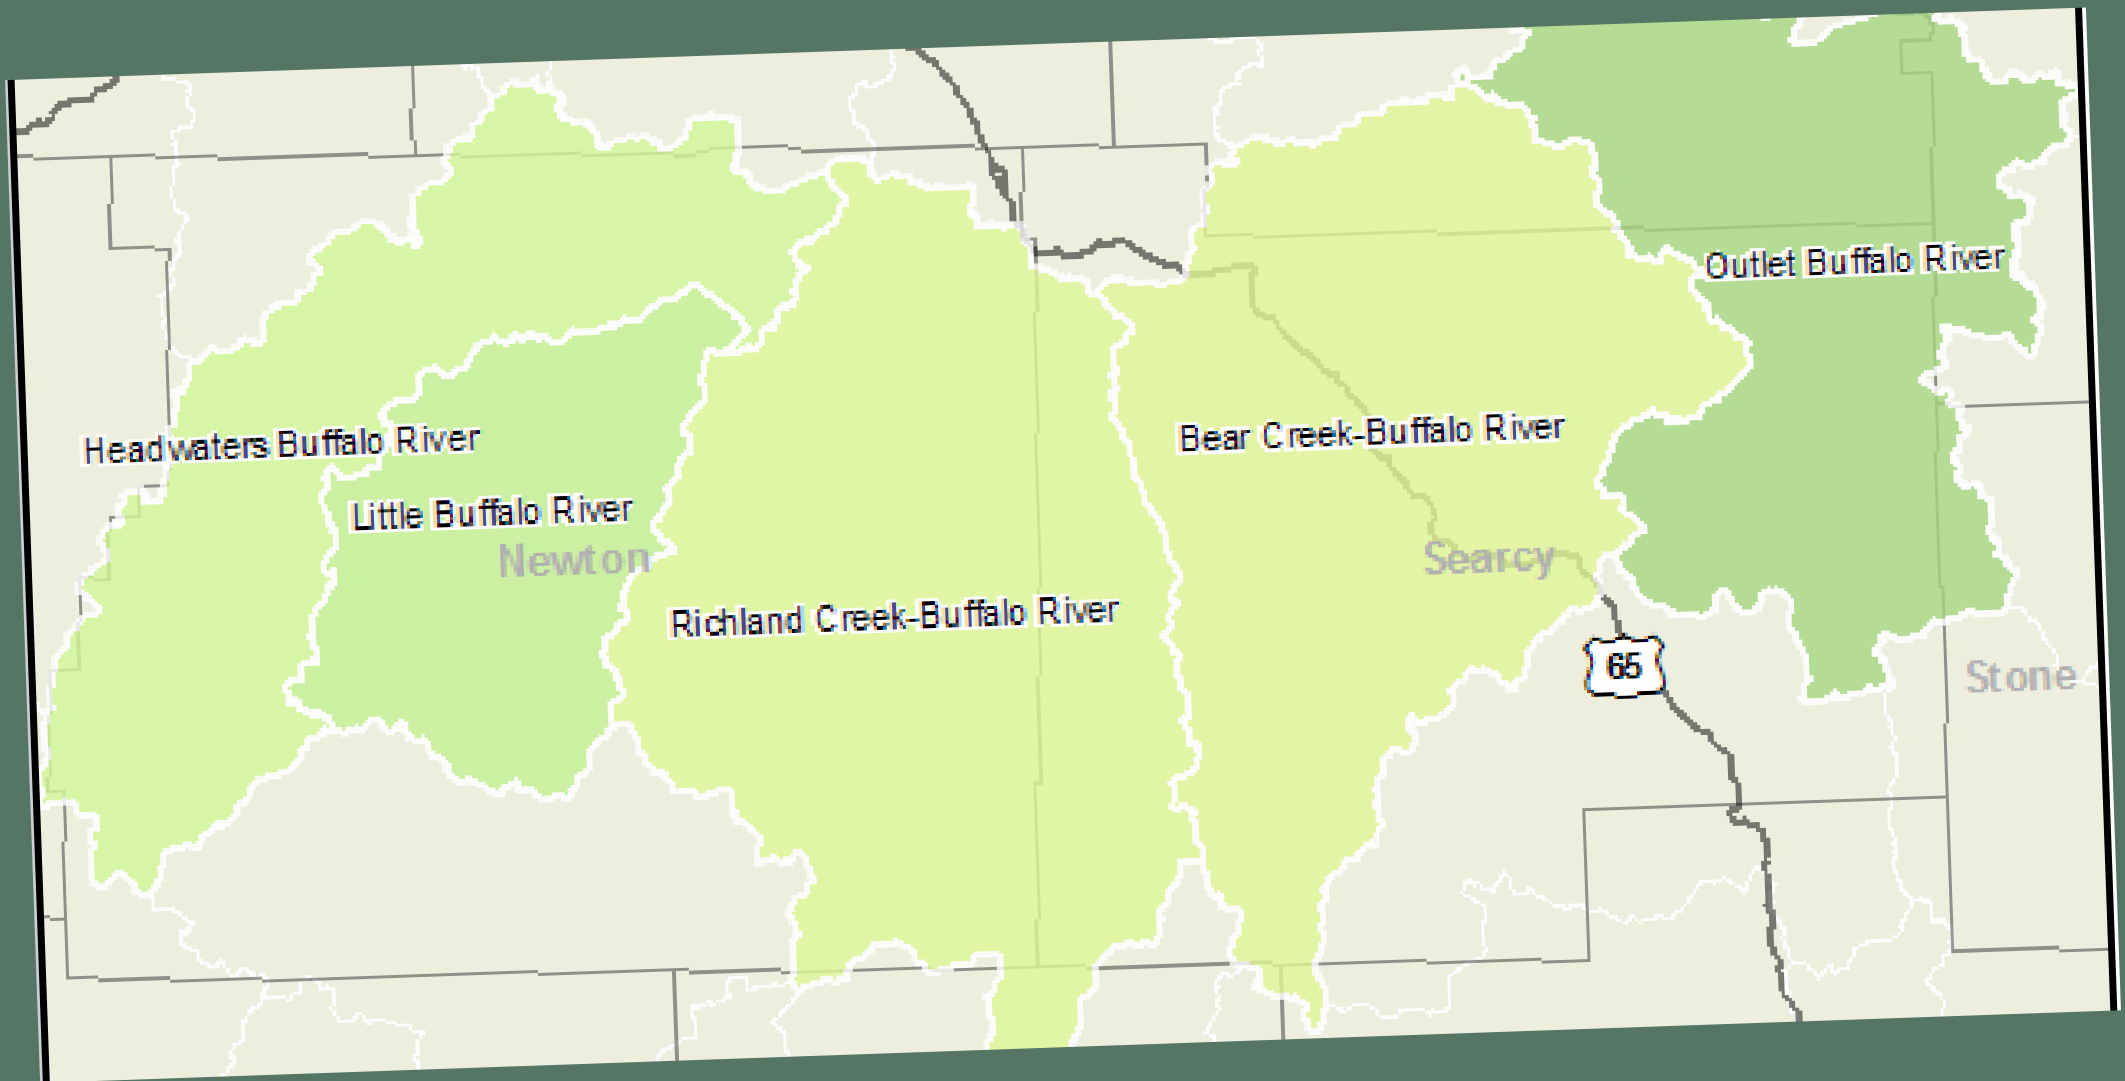 Outlet Buffalo River
Headwaters Buffalo River
Bear Creek-Buffalo River
Little Buffalo River
Newton
Searcy
Richland Creek-Buffalo River
65
Stone